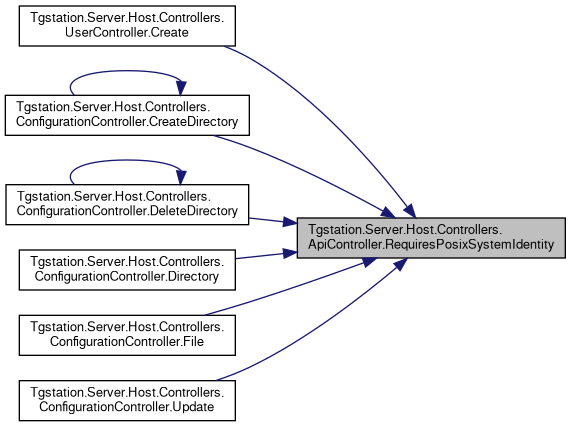 Tgstation.Server.Host.Controllers.
UserController.Create
Tgstation.Server.Host.Controllers.
ConfigurationController.CreateDirectory
Tgstation.Server.Host.Controllers.
ConfigurationController.DeleteDirectory
Tgstation.Server.Host.Controllers.
ApiController.RequiresPosixSystemIdentity
Tgstation.Server.Host.Controllers.
ConfigurationController.Directory
Tgstation.Server.Host.Controllers.
ConfigurationController.File
Tgstation.Server.Host.Controllers.
ConfigurationController.Update